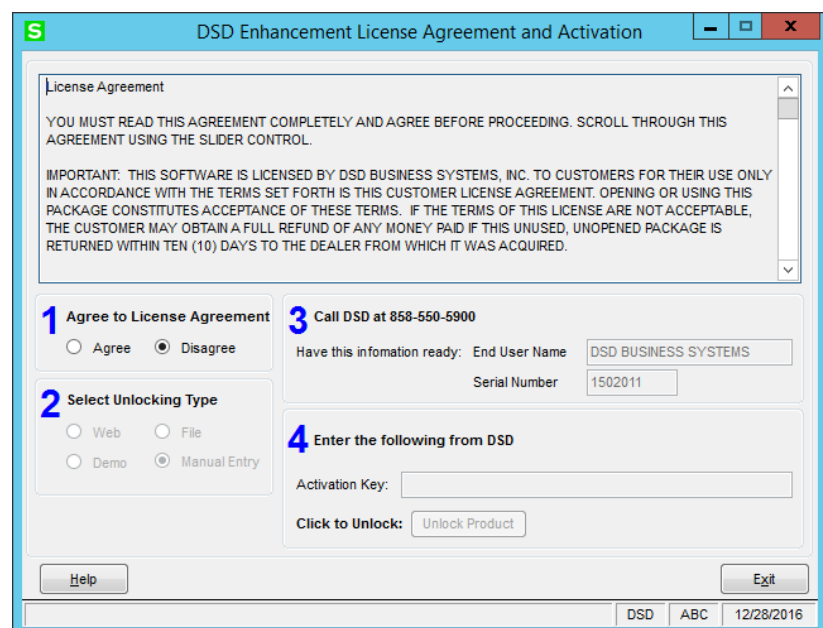 S DSD Enhancement License Agreement and Activation
License Agreement
YOU MUST READ THIS AGREEMENT COMPLETELY AND AGREE BEFORE PROCEEDING. SCROLL THROUGH THIS
AGREEMENT USING THE SLIDER CONTROL.
IMPORTANT: THIS SOFTWARE IS LICENSED BY DSD BUSINESS SYSTEMS, INC. TO CUSTOMERS FOR THEIR USE ONLY
IN ACCORDANCE WITH THE TERMS SET FORTH IS THIS CUSTOMER LICENSE AGREEMENT. OPENING OR USING THIS
PACKAGE CONSTITUTES ACCEPTANCE OF THESE TERMS. IF THE TERMS OF THIS LICENSE ARE NOT ACCEPTABLE,
THE CUSTOMER MAY OBTAIN A FULL REFUND OF ANY MONEY PAID IF THIS UNUSED, UNOPENED PACKAGE IS
RETURNED WITHIN TEN (10) DAYS TO THE DEALER FROM WHICH IT WAS ACQUIRED.
1 Agree to License Agreement
Agree Disagree
2 Select Unlocking Type
Web File
Demo Manual Entry
3 Call DSD at 858-550-5900
Have this infomation ready: End User Name DSD BUSINESS SYSTEMS
Serial Number 1502011
4 Enter the following from DSD
Activation Key:
Click to Unlock: Unlock Product
Help Exit
DSD ABC 12/28/2016